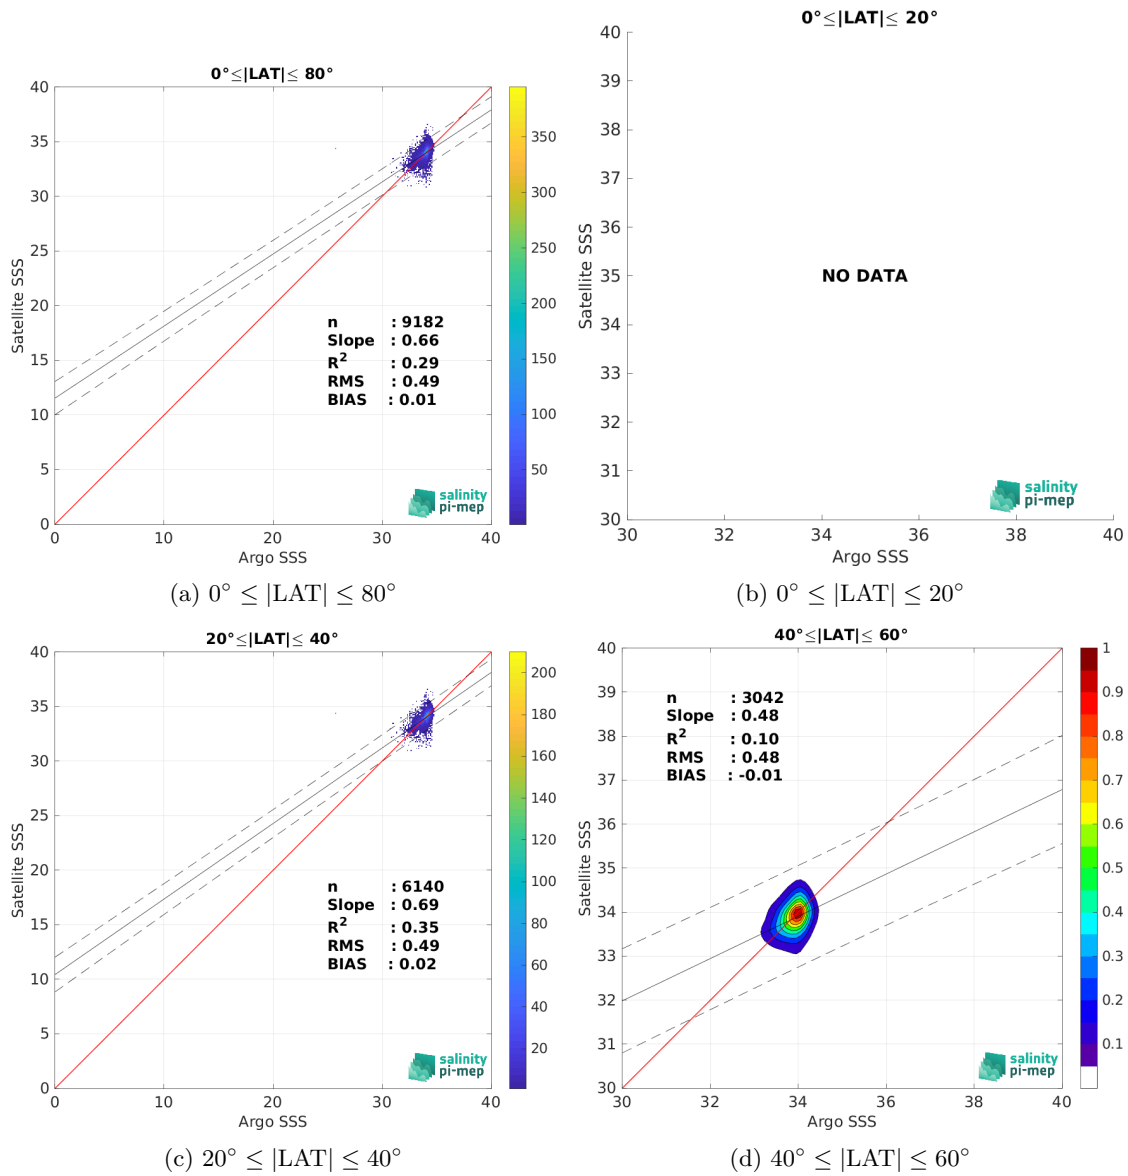 0°≤|LAT|≤ 80°
40
35
30
25
20
15
10
5
0
Satellite SSS
0
10
20
30
40
Argo SSS
n : 9182
Slope : 0.66
R² : 0.29
RMS : 0.49
BIAS : 0.01
350
300
250
200
150
100
50
salinity
pi-mep
(a) 0° ≤ |LAT| ≤ 80°
0°≤|LAT|≤ 20°
40
39
38
37
36
35
34
33
32
31
30
Satellite SSS
NO DATA
30
32
34
36
38
40
Argo SSS
salinity
pi-mep
(b) 0° ≤ |LAT| ≤ 20°
20°≤|LAT|≤ 40°
40
35
30
25
20
15
10
5
0
Satellite SSS
0
10
20
30
40
Argo SSS
n : 6140
Slope : 0.69
R² : 0.35
RMS : 0.49
BIAS : 0.02
200
180
160
140
120
100
80
60
40
20
salinity
pi-mep
(c) 20° ≤ |LAT| ≤ 40°
40°≤|LAT|≤ 60°
40
39
38
37
36
35
34
33
32
31
30
Satellite SSS
n : 3042
Slope : 0.48
R² : 0.10
RMS : 0.48
BIAS : -0.01
30
32
34
36
38
40
Argo SSS
1
0.9
0.8
0.7
0.6
0.5
0.4
0.3
0.2
0.1
salinity
pi-mep
(d) 40° ≤ |LAT| ≤ 60°